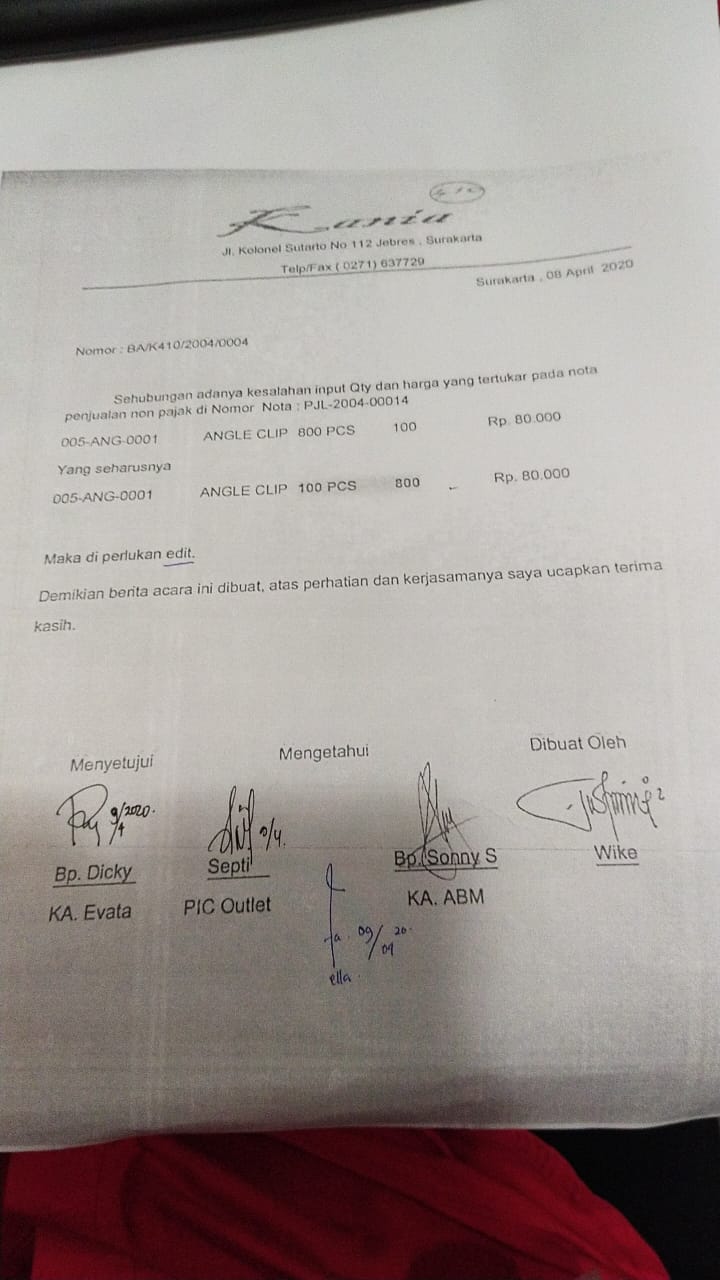 410
Kania
Jl. Kolonel Sutarto No 112 Jebres , Surakarta
Telp/Fax ( 0271) 637729
Surakarta , 08 April 2020
Nomor : BA/K410/2004/0004
Sehubungan adanya kesalahan input Qty dan harga yang tertukar pada nota
penjualan non pajak di Nomor Nota : PJL-2004-00014
005-ANG-0001 ANGLE CLIP 800 PCS 100 Rp. 80.000
Yang seharusnya
005-ANG-0001 ANGLE CLIP 100 PCS 800 Rp. 80.000
Maka di perlukan edit.
Demikian berita acara ini dibuat, atas perhatian dan kerjasamanya saya ucapkan terima
kasih.
Menyetujui Mengetahui Dibuat Oleh
9/4 2020.
Bp. Dicky Septi Bp. Sonny S Wike
KA. Evata PIC Outlet KA. ABM
09/04 20.
ella